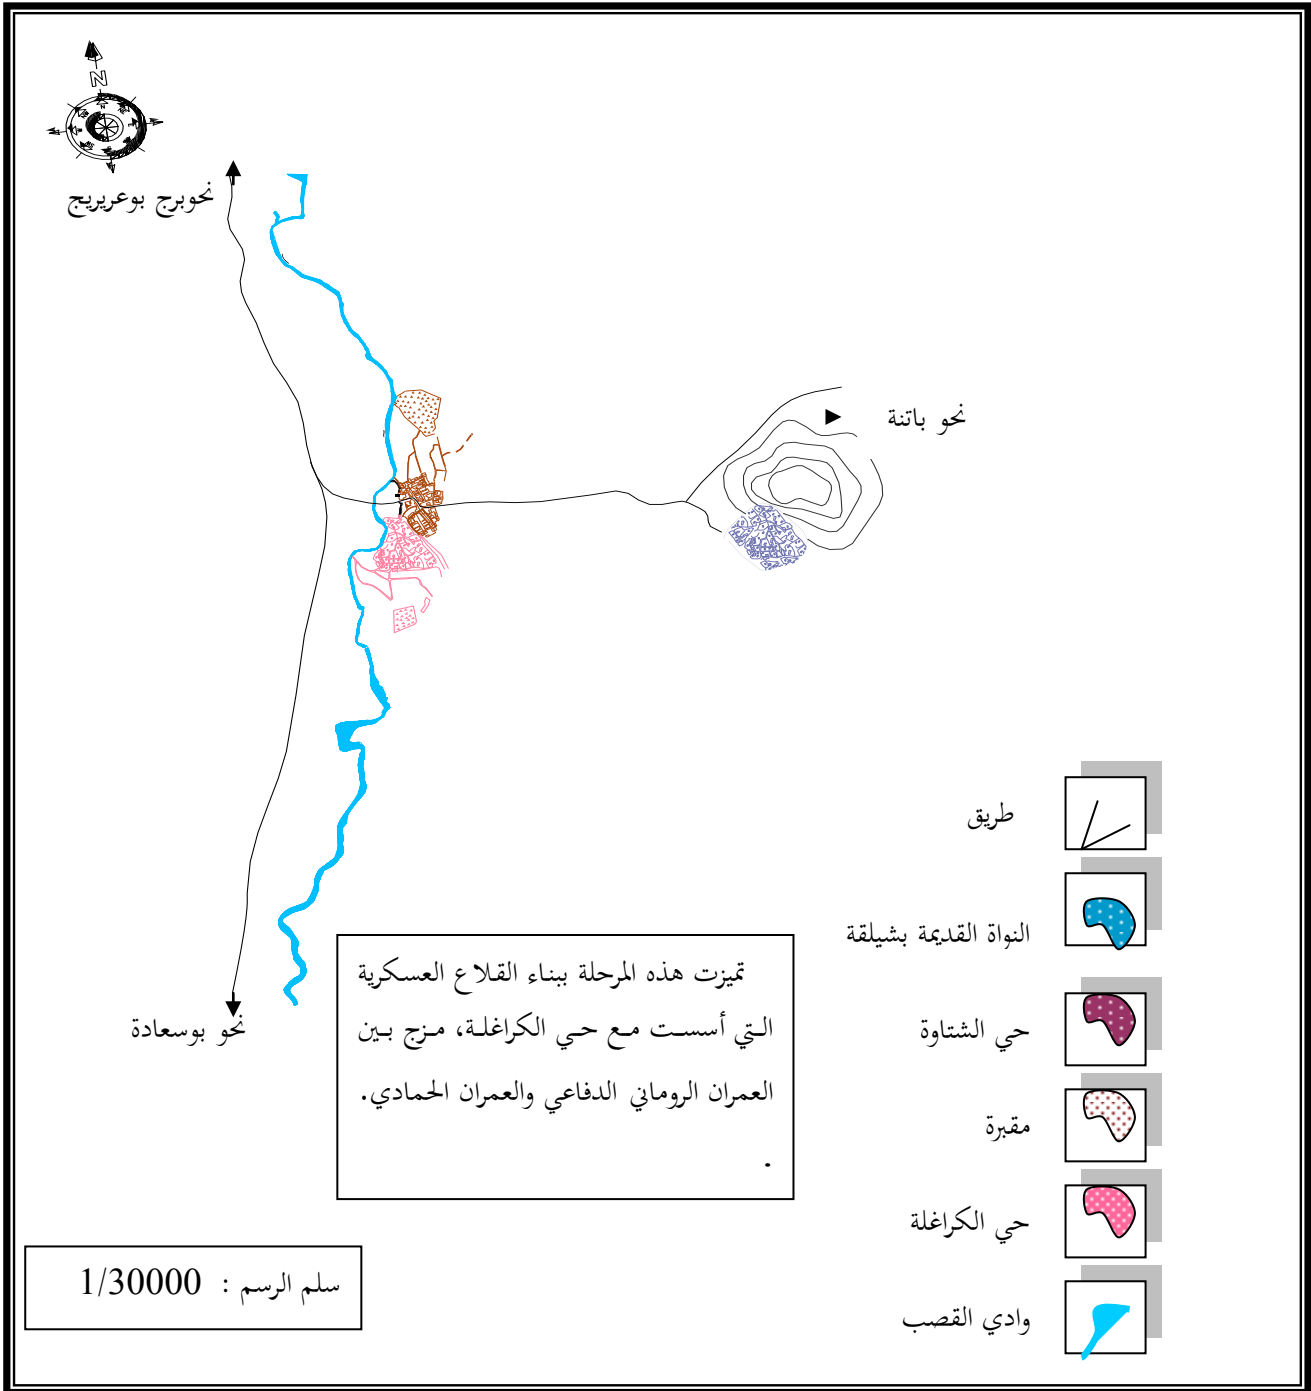 N
نحوبرج بوعريريج
نحو باتنة
طريق
النواة القديمة بشيلقة
حي الشتاوة
مقبرة
حي الكراغلة
وادي القصب
نحو بوسعادة
تميزت هذه المرحلة ببناء القلاع العسكرية
التي أسست مع حي الكراغلة، مزج بين
العمران الروماني الدفاعي والعمران الحمادي.
.
سلم الرسم : 1/30000